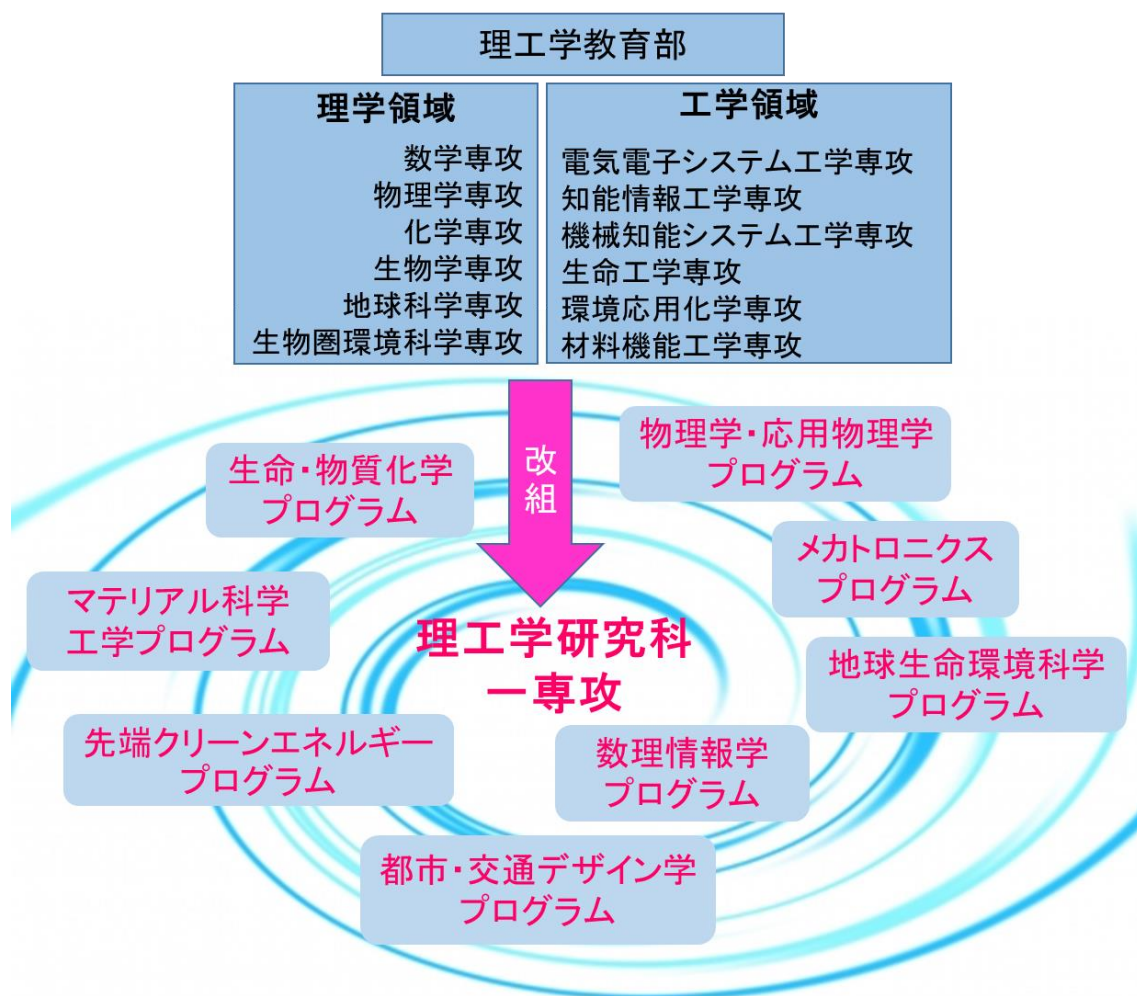 理工学教育部
理学領域
数学専攻
物理学専攻
化学専攻
生物学専攻
地球科学専攻
生物圏環境科学専攻
工学領域
電気電子システム工学専攻
知能情報工学専攻
機械知能システム工学専攻
生命工学専攻
環境応用化学専攻
材料機能工学専攻
改
組
物理学・応用物理学
プログラム
生命・物質化学
プログラム
メカトロニクス
プログラム
マテリアル科学
工学プログラム
理工学研究科
一専攻
地球生命環境科学
プログラム
先端クリーンエネルギー
プログラム
数理情報学
プログラム
都市・交通デザイン学
プログラム